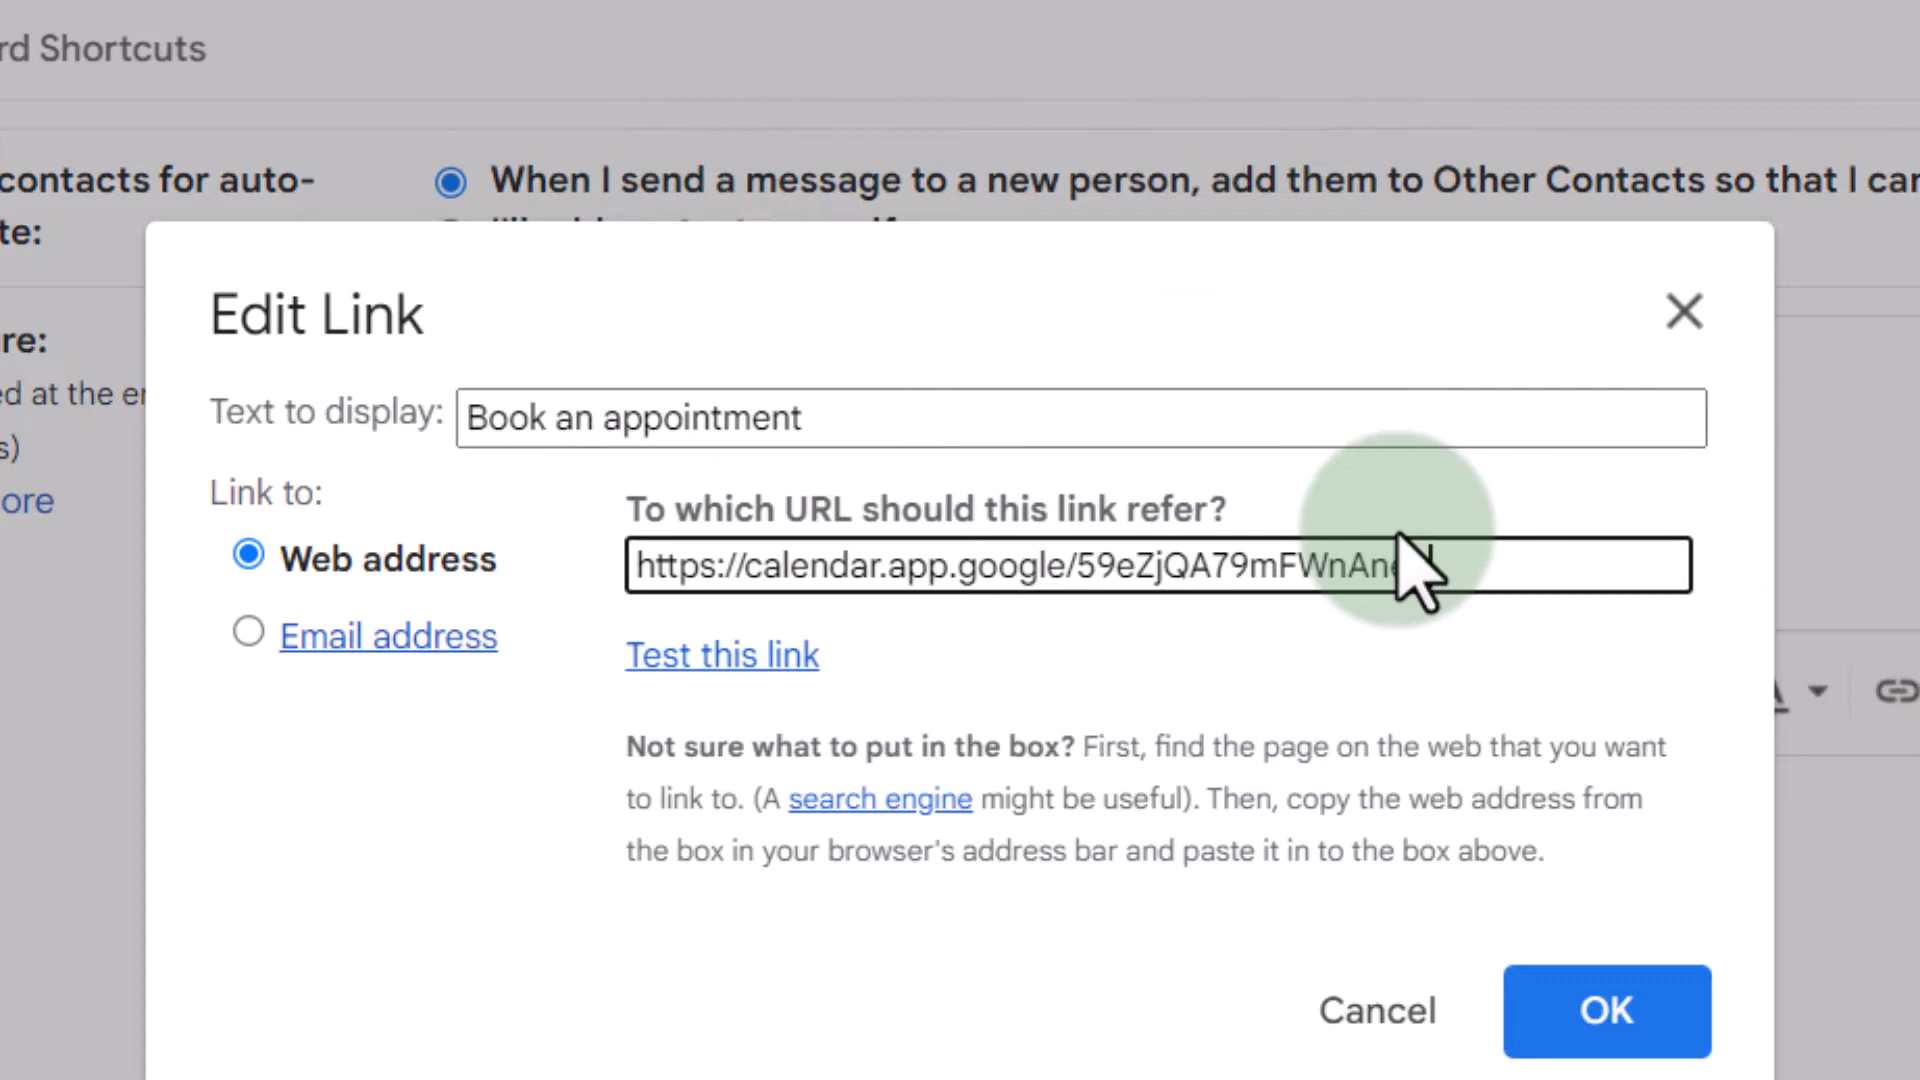 rd Shortcuts
contacts for auto-
When I send a message to a new person, add them to Other Contacts so that I can
te:
Edit Link
re:
Text to display: Book an appointment
ed at the er
s)
Link to:
To which URL should this link refer?
ore
Web address
https://calendar.app.google/59eZjQA79mFWnAn
Email address
Test this link
Not sure what to put in the box? First, find the page on the web that you want
to link to. (A search engine might be useful). Then, copy the web address from
the box in your browser's address bar and paste it in to the box above.
Cancel
OK